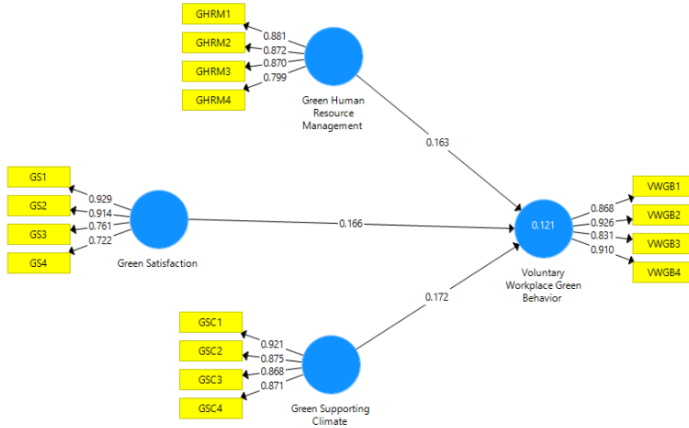 GHRM1
GHRM2
GHRM3
GHRM4
0.881
0.872
0.870
0.799
Green Human
Resource
Management
0.163
GS1
GS2
GS3
GS4
0.929
0.914
0.761
0.722
Green Satisfaction
0.166
0.121
Voluntary
Workplace Green
Behavior
0.868
0.926
0.831
0.910
VWGB1
VWGB2
VWGB3
VWGB4
0.172
GSC1
GSC2
GSC3
GSC4
0.921
0.875
0.868
0.871
Green Supporting
Climate